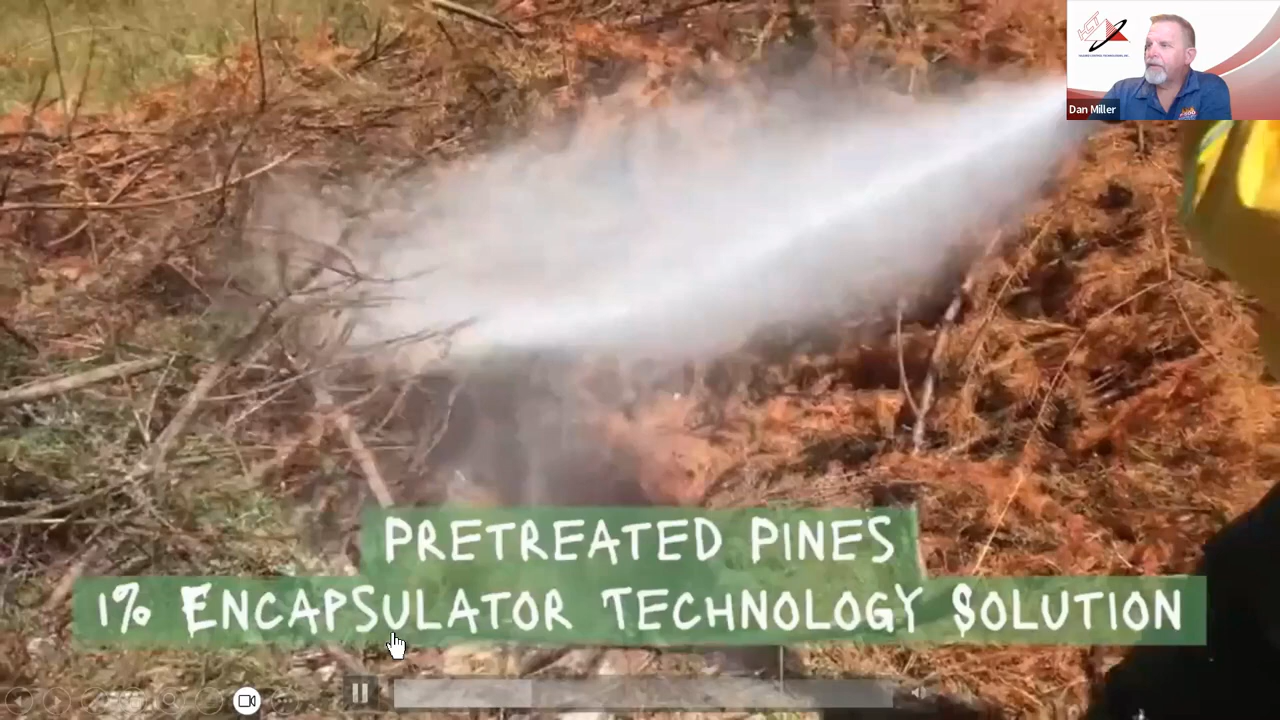 Dan Miller
PRETREATED PINES
1% ENCAPSULATOR TECHNOLOGY SOLUTION